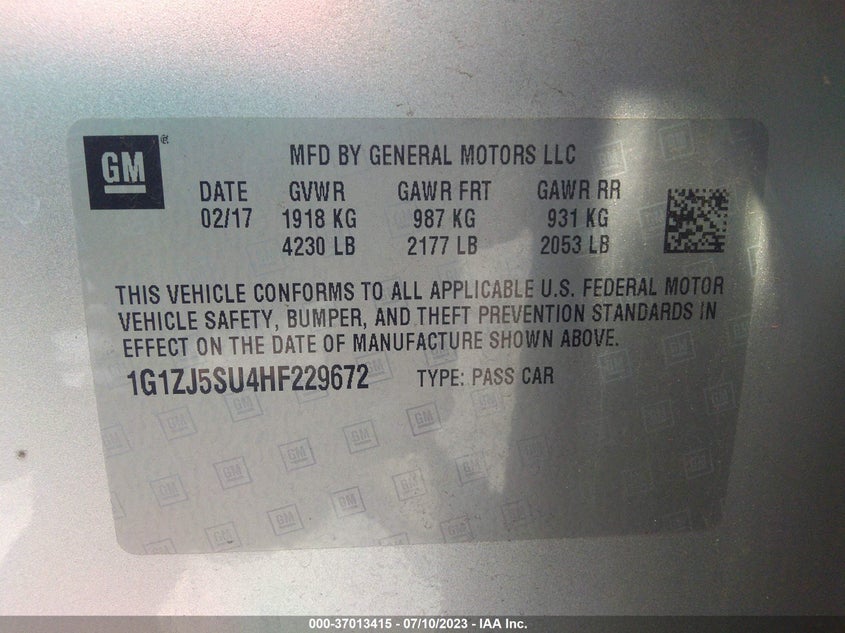 GM
MFD BY GENERAL MOTORS LLC
DATE GVWR GAWR FRT GAWR RR
02/17 1918 KG 987 KG 931 KG
4230 LB 2177 LB 2053 LB
THIS VEHICLE CONFORMS TO ALL APPLICABLE U.S. FEDERAL MOTOR
VEHICLE SAFETY, BUMPER, AND THEFT PREVENTION STANDARDS IN
EFFECT ON THE DATE OF MANUFACTURE SHOWN ABOVE.
1G1ZJ5SU4HF229672 TYPE: PASS CAR
000-37013415 - 07/10/2023 - IAA Inc.